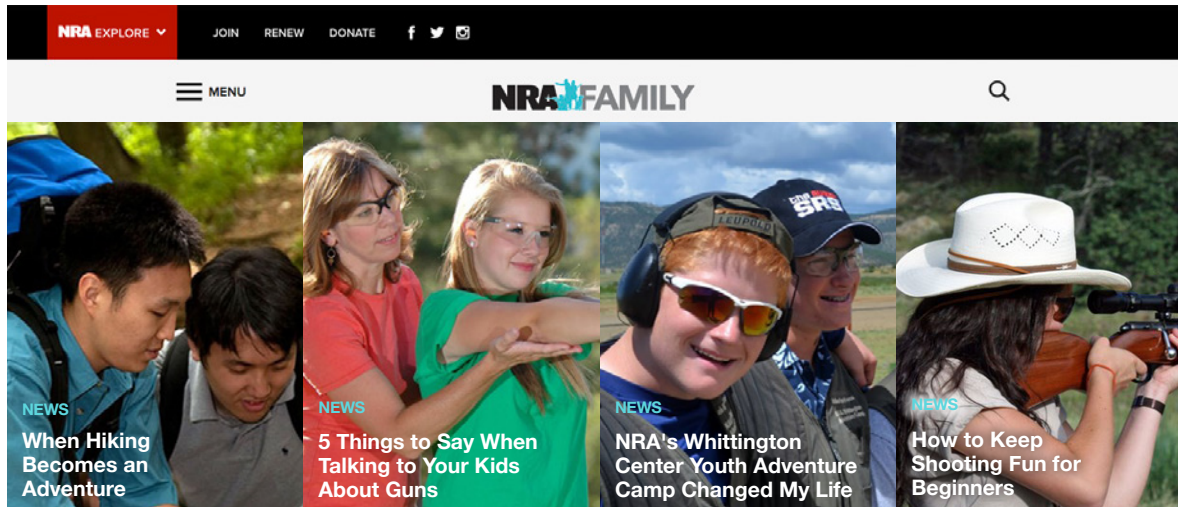 NRA EXPLORE
JOIN
RENEW
DONATE
MENU
NRA FAMILY
NEWS
When Hiking
Becomes an
Adventure
NEWS
5 Things to Say When
Talking to Your Kids
About Guns
LEUPOLD
SRS
NEWS
NRA's Whittington
Center Youth Adventure
Camp Changed My Life
NEWS
How to Keep
Shooting Fun for
Beginners